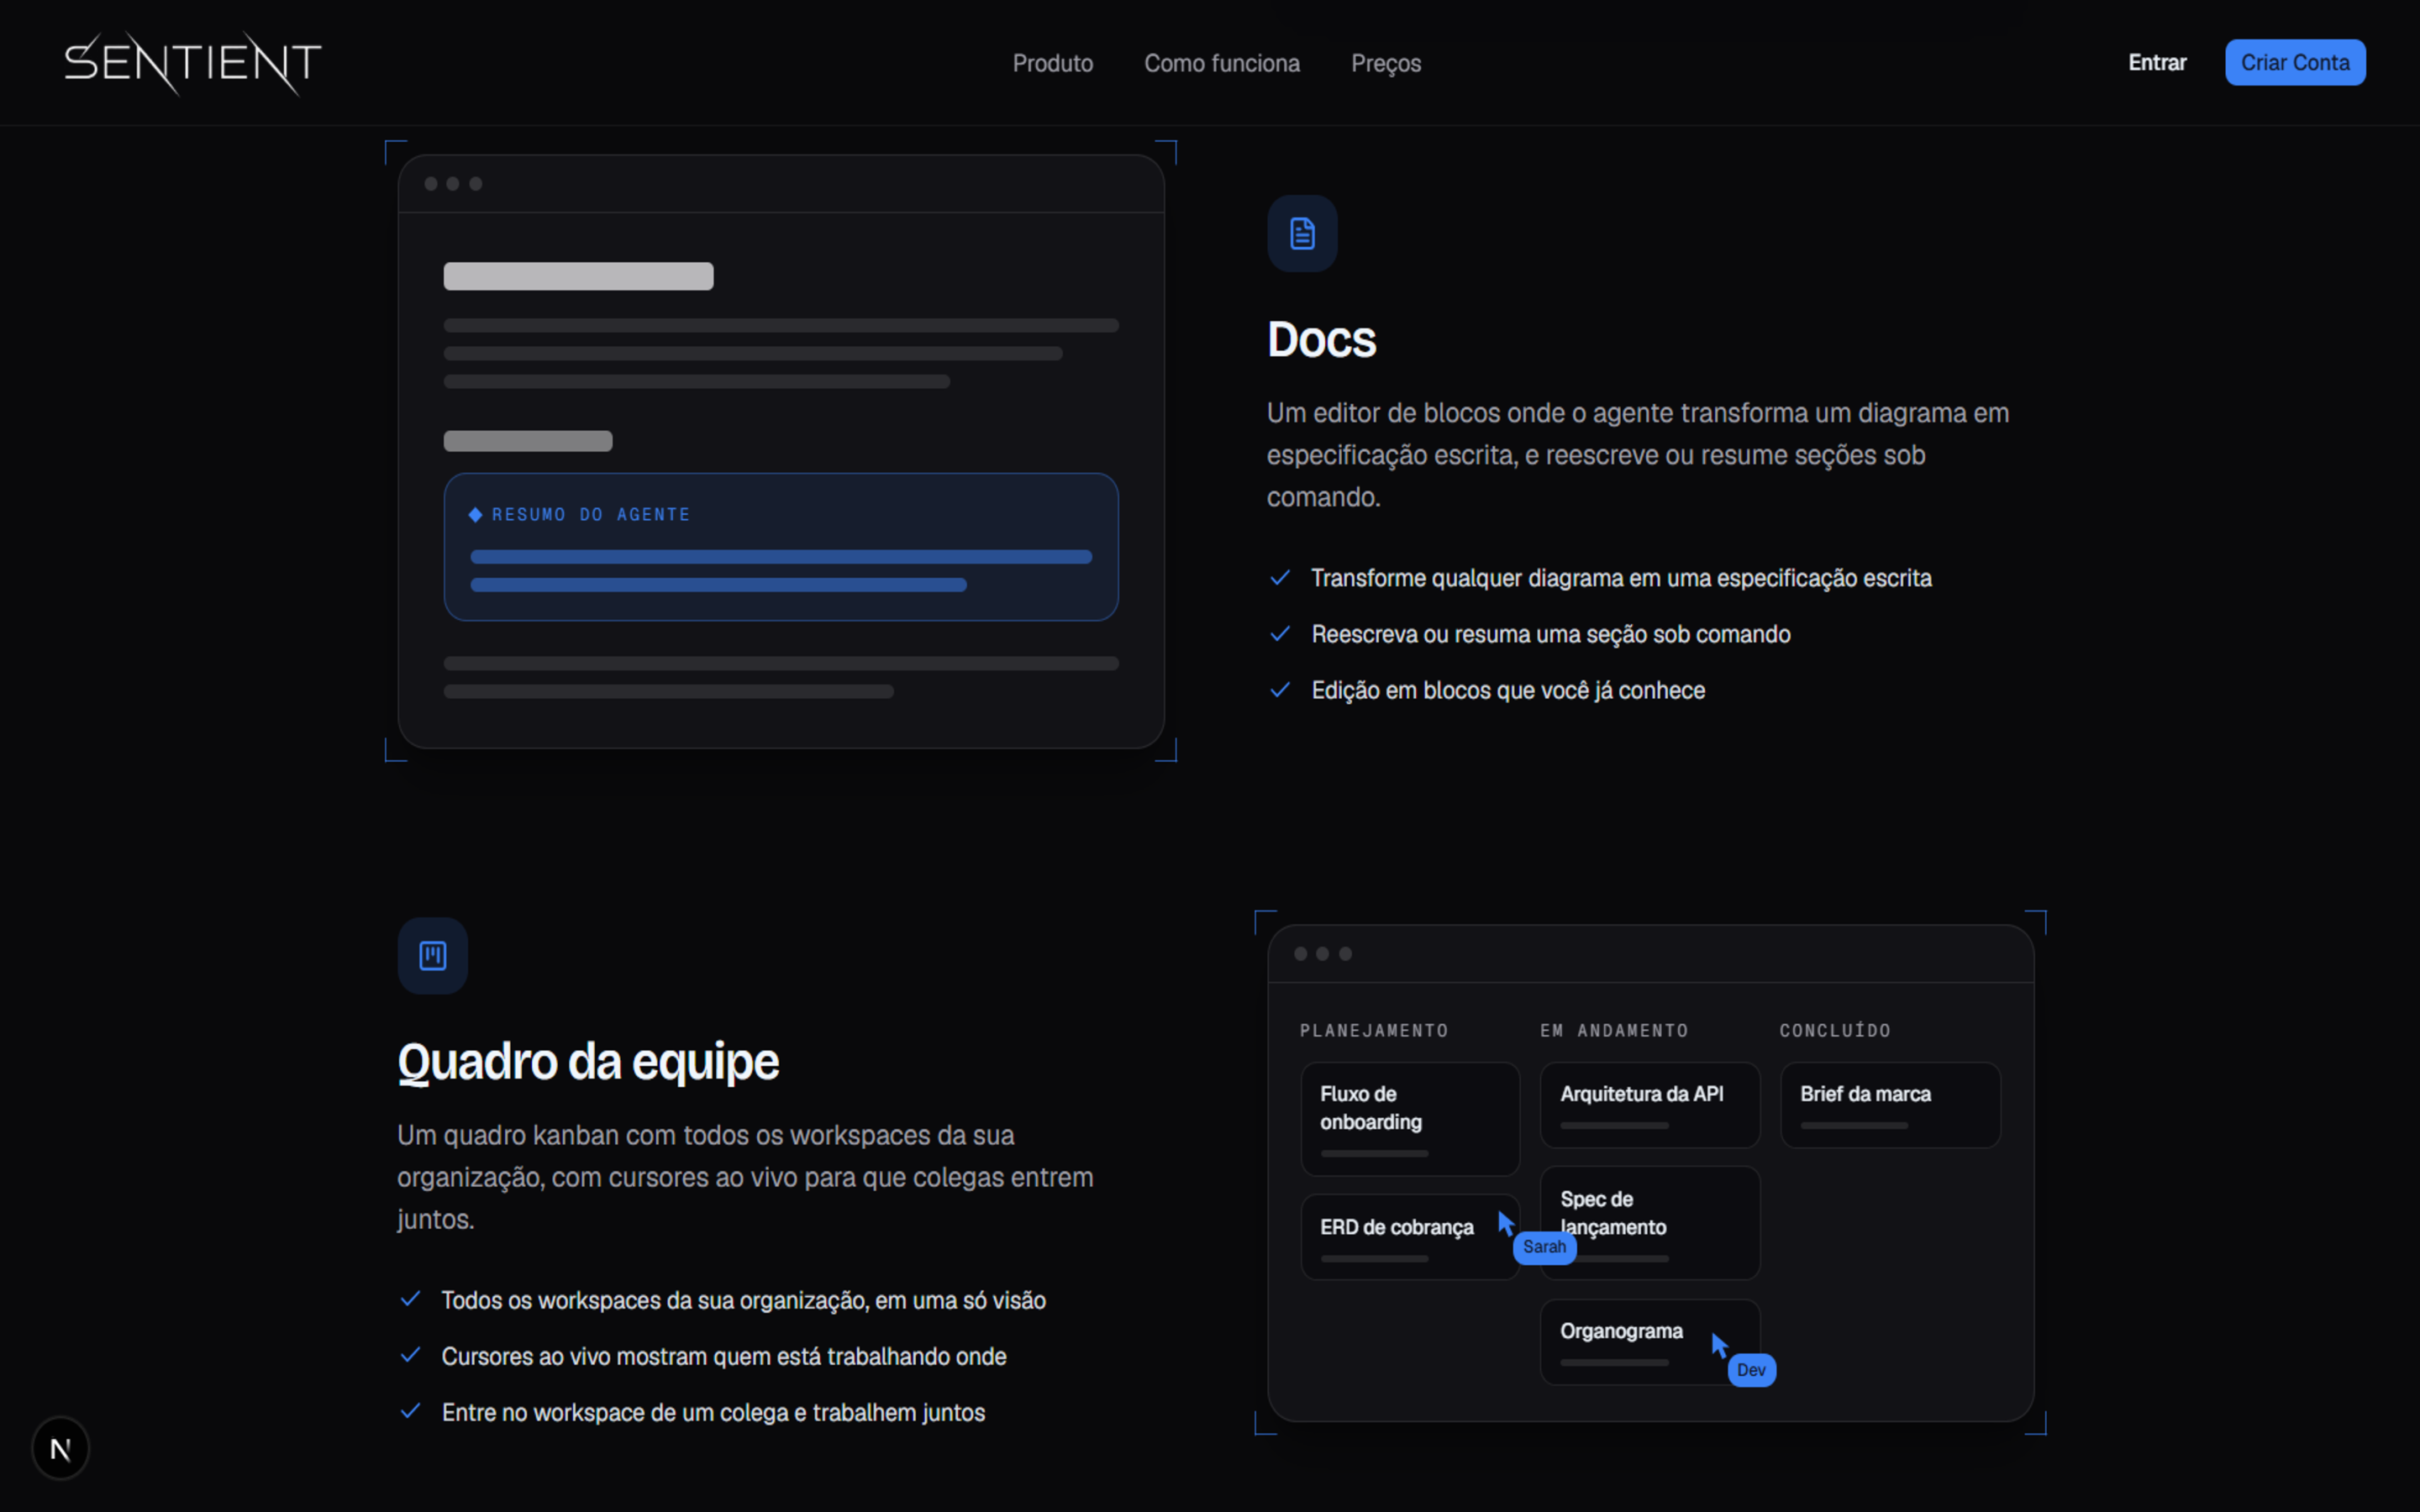 SENTIENT
Produto
Como funciona
Preços
Entrar
Criar Conta
RESUMO DO AGENTE
Docs
Um editor de blocos onde o agente transforma um diagrama em
especificação escrita, e reescreve ou resume seções sob
comando.
Transforme qualquer diagrama em uma especificação escrita
Reescreva ou resuma uma seção sob comando
Edição em blocos que você já conhece
Quadro da equipe
Um quadro kanban com todos os workspaces da sua
organização, com cursores ao vivo para que colegas entrem
juntos.
Todos os workspaces da sua organização, em uma só visão
Cursores ao vivo mostram quem está trabalhando onde
Entre no workspace de um colega e trabalhem juntos
PLANEJAMENTO
Fluxo de
onboarding
ERD de cobrança
Sarah
EM ANDAMENTO
Arquitetura da API
Spec de
lançamento
Organograma
Dev
CONCLUÍDO
Brief da marca
N